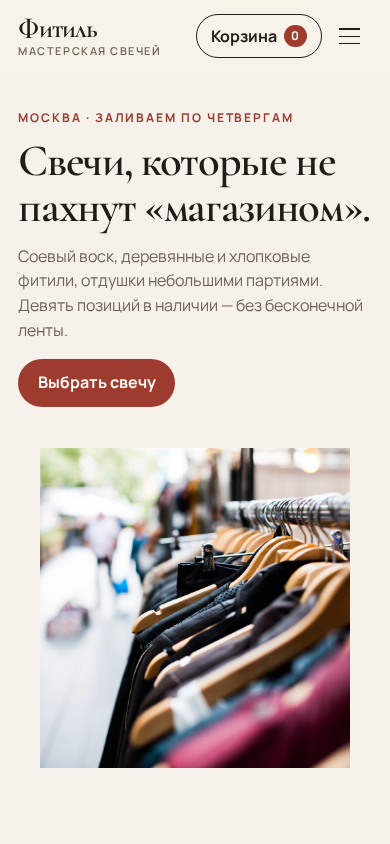 Фитиль
МАСТЕРСКАЯ СВЕЧЕЙ
Корзина 0
МОСКВА · ЗАЛИВАЕМ ПО ЧЕТВЕРГАМ
Свечи, которые не
пахнут «магазином».
Соевый воск, деревянные и хлопковые
фитили, отдушки небольшими партиями.
Девять позиций в наличии — без бесконечной
ленты.
Выбрать свечу